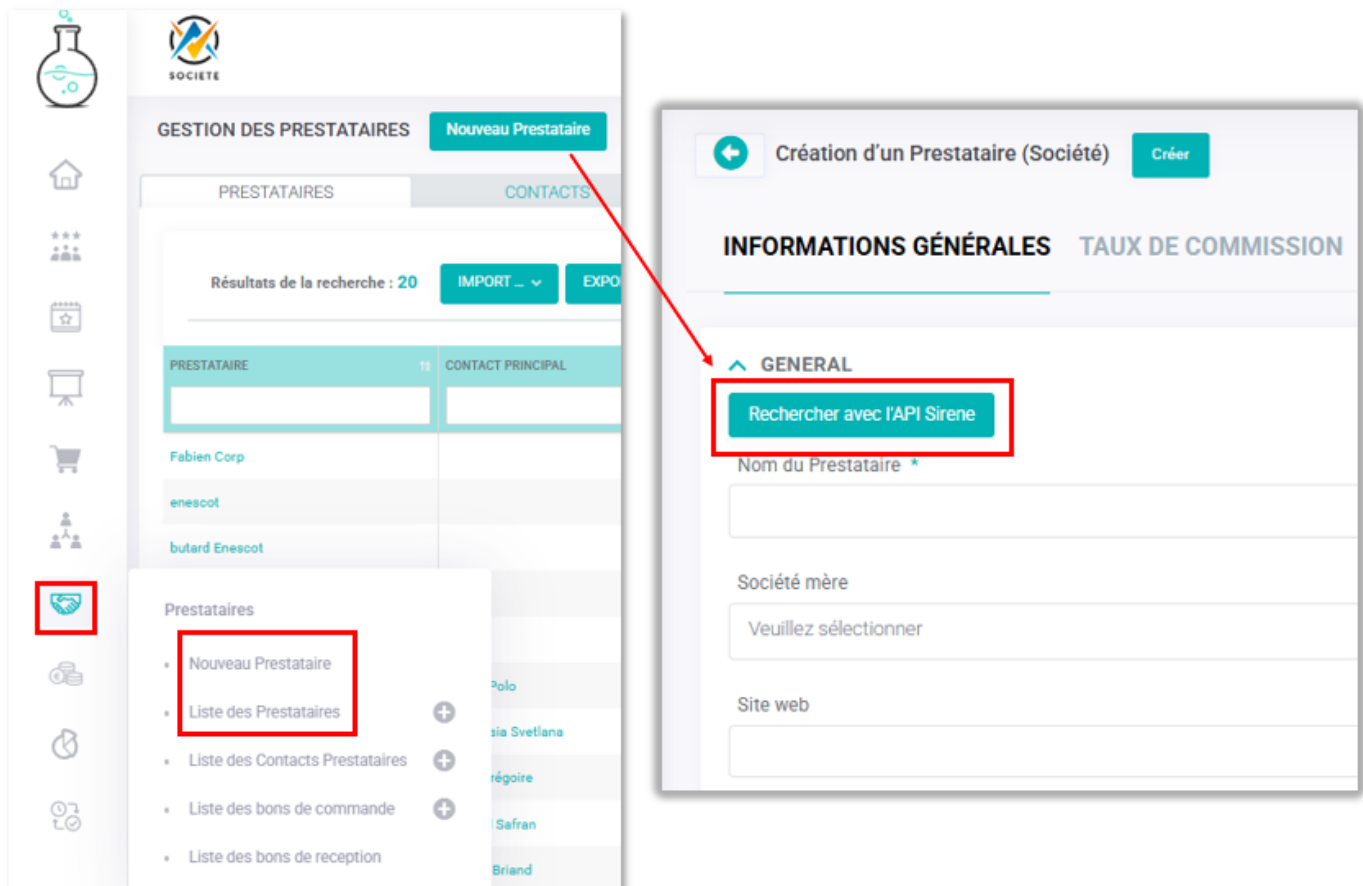 SOCIETE
GESTION DES PRESTATAIRES
Nouveau Prestataire
PRESTATAIRES
CONTACTS
Résultats de la recherche : 20
IMPORT ...
EXPO
PRESTATAIRE
CONTACT PRINCIPAL
Fabien Corp
enescot
butard Enescot
Prestataires
Nouveau Prestataire
Liste des Prestataires
Polo
Svetlana
Liste des Contacts Prestataires
régoire
Liste des bons de commande
Safran
Liste des bons de reception
Briand
Création d'un Prestataire (Société)
Créer
INFORMATIONS GÉNÉRALES
TAUX DE COMMISSION
GENERAL
Rechercher avec l'API Sirene
Nom du Prestataire *
Société mère
Veuillez sélectionner
Site web